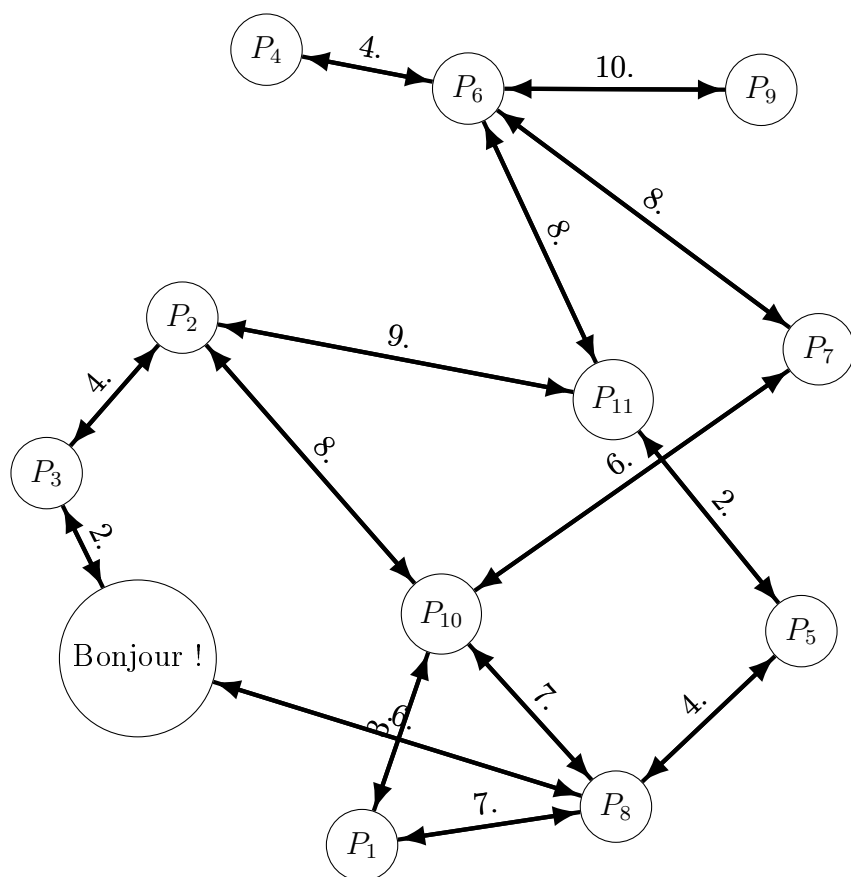 P₄
4.
P₆
10.
P₉
8.
8.
P₂
9.
P₇
4.
P₁₁
P₃
8.
6.
2.
2.
P₁₀
P₅
Bonjour !
7.
4.
6.
3.
7.
P₈
P₁